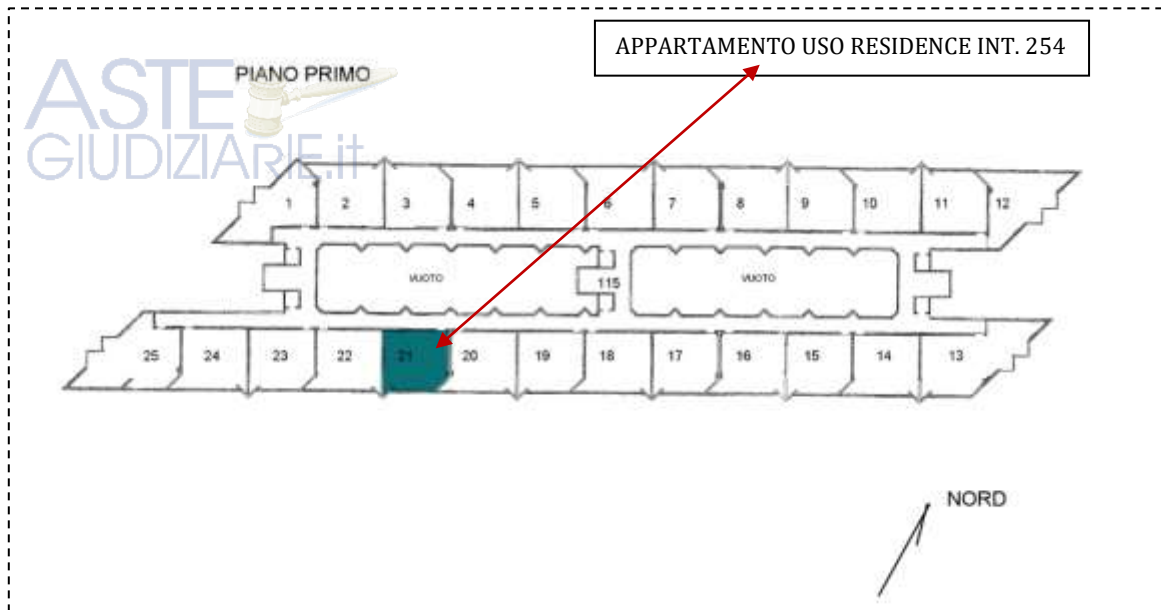 APPARTAMENTO USO RESIDENCE INT. 254
ASTE
GIUDIZIARIE.it
PIANO PRIMO
1 2 3 4 5 6 7 8 9 10 11 12
VUOTO 115 VUOTO
25 24 23 22 21 20 19 18 17 16 15 14 13
NORD